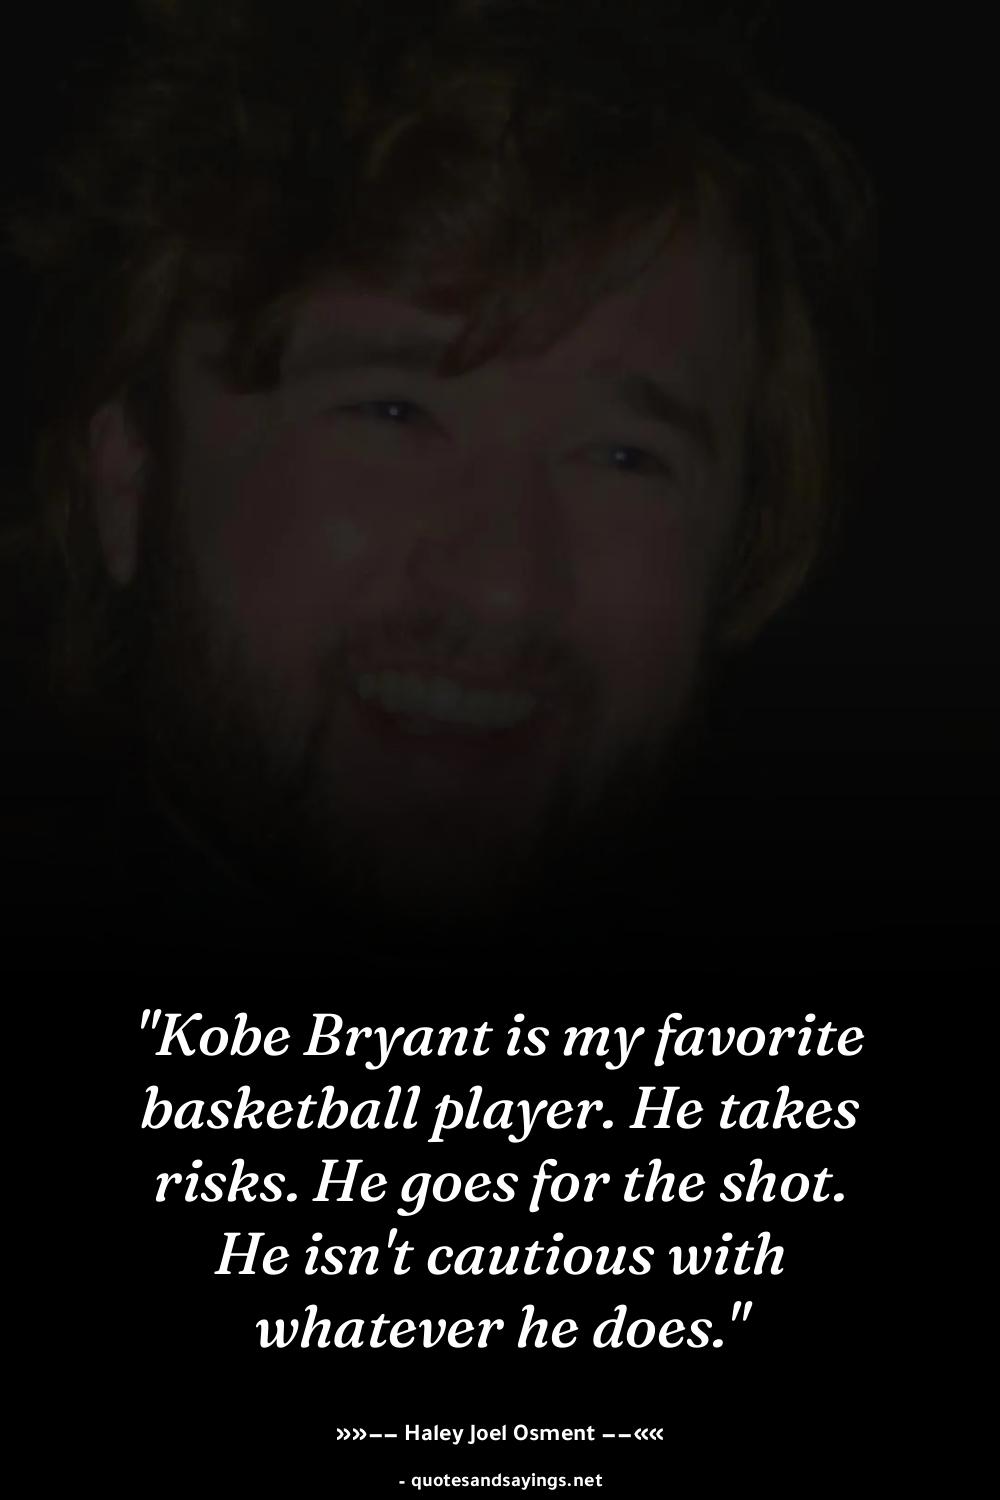 "Kobe Bryant is my favorite
basketball player. He takes
risks. He goes for the shot.
He isn't cautious with
whatever he does."
»»−− Haley Joel Osment −−««
- quotesandsayings.net